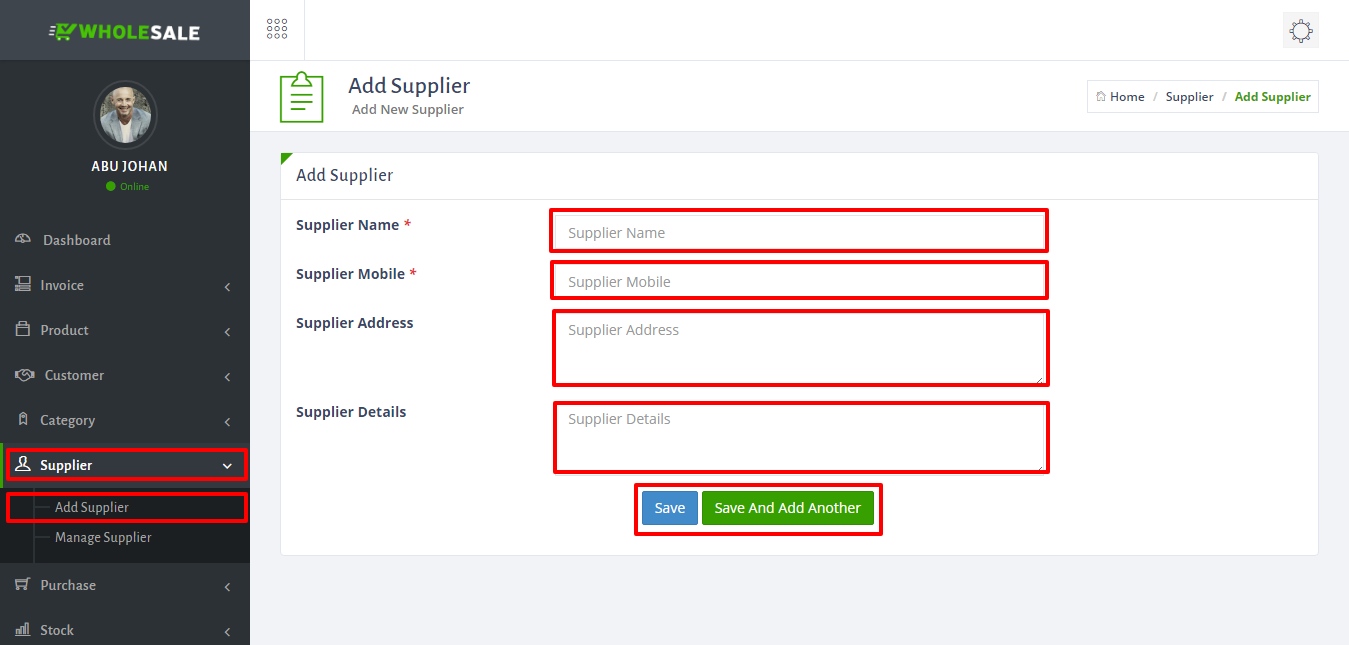 WHOLESALE
ABU JOHAN
Online
Dashboard
Invoice
Product
Customer
Category
Supplier
Add Supplier
Manage Supplier
Purchase
Stock
Add Supplier
Add New Supplier
Home / Supplier / Add Supplier
Add Supplier
Supplier Name * Supplier Name
Supplier Mobile * Supplier Mobile
Supplier Address Supplier Address
Supplier Details Supplier Details
Save Save And Add Another